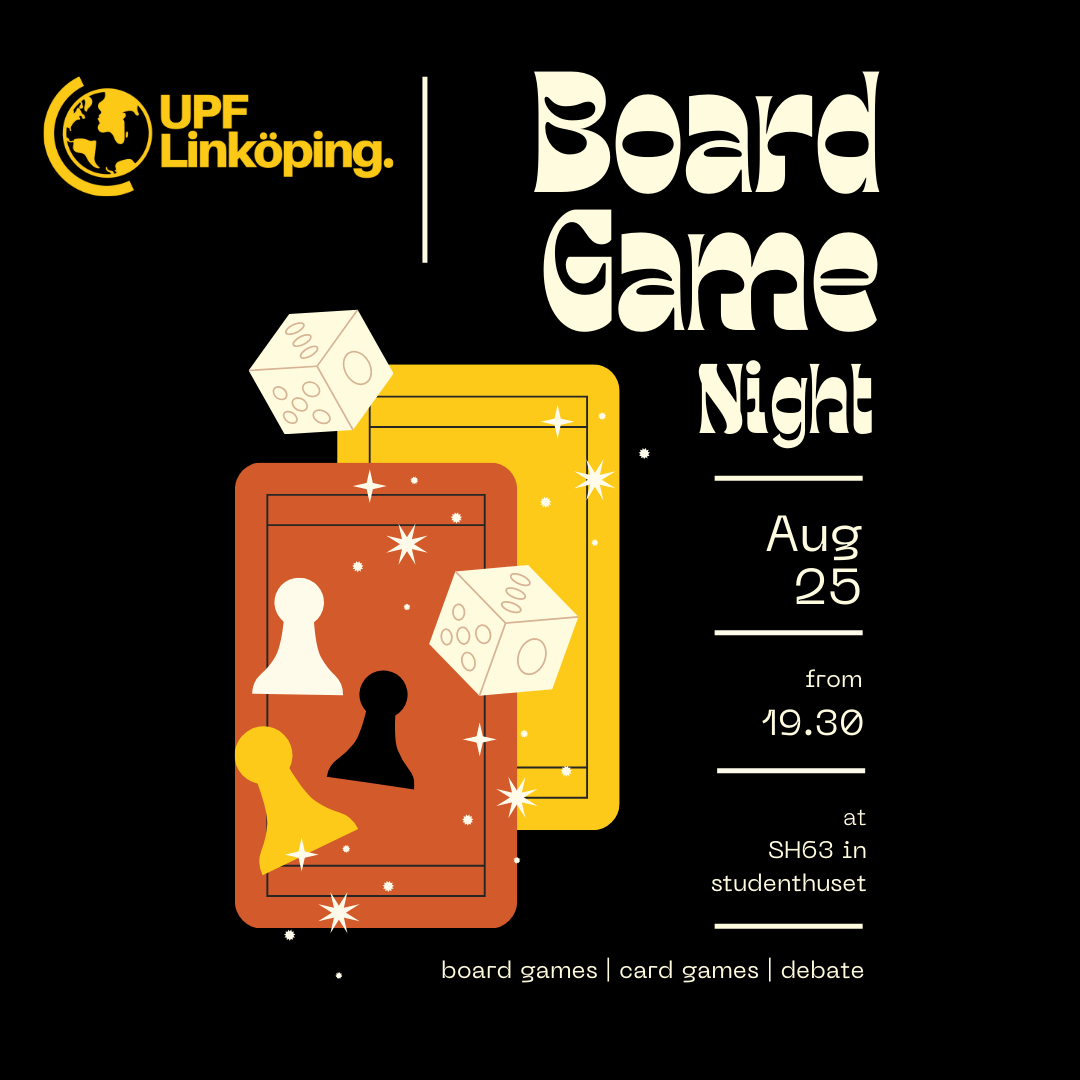 UPF
Linköping.
Board
Game
Night
Aug
25
from
19.30
at
SH63 in
studenthuset
board games | card games | debate